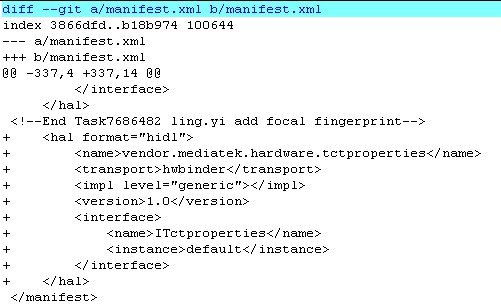 diff --git a/manifest.xml b/manifest.xml
index 3866dfd..b18b974 100644
--- a/manifest.xml
+++ b/manifest.xml
@@ -337,4 +337,14 @@
         </interface>
     </hal>
 <!--End Task7686482 ling.yi add focal fingerprint-->
+    <hal format="hidl">
+        <name>vendor.mediatek.hardware.tctproperties</name>
+        <transport>hwbinder</transport>
+        <impl level="generic"></impl>
+        <version>1.0</version>
+        <interface>
+            <name>ITctproperties</name>
+            <instance>default</instance>
+        </interface>
+    </hal>
 </manifest>